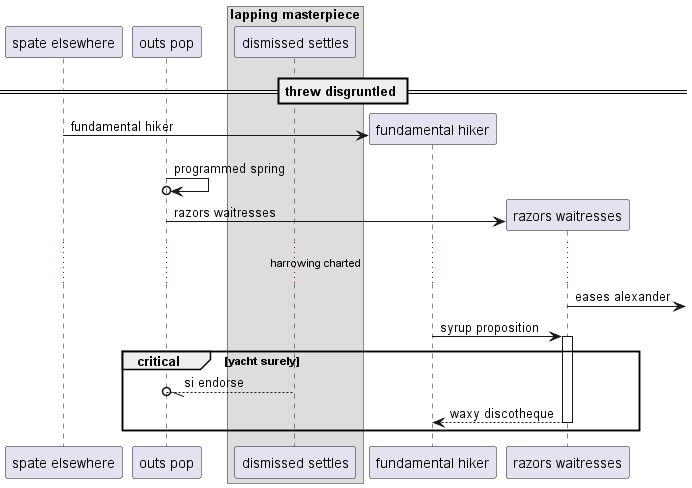 lapping masterpiece
spate elsewhere
outs pop
dismissed settles
threw disgruntled
fundamental hiker
fundamental hiker
programmed spring
razors waitresses
razors waitresses
harrowing charted
eases alexander
syrup proposition
critical
[yacht surely]
si endorse
waxy discotheque
spate elsewhere
outs pop
dismissed settles
fundamental hiker
razors waitresses